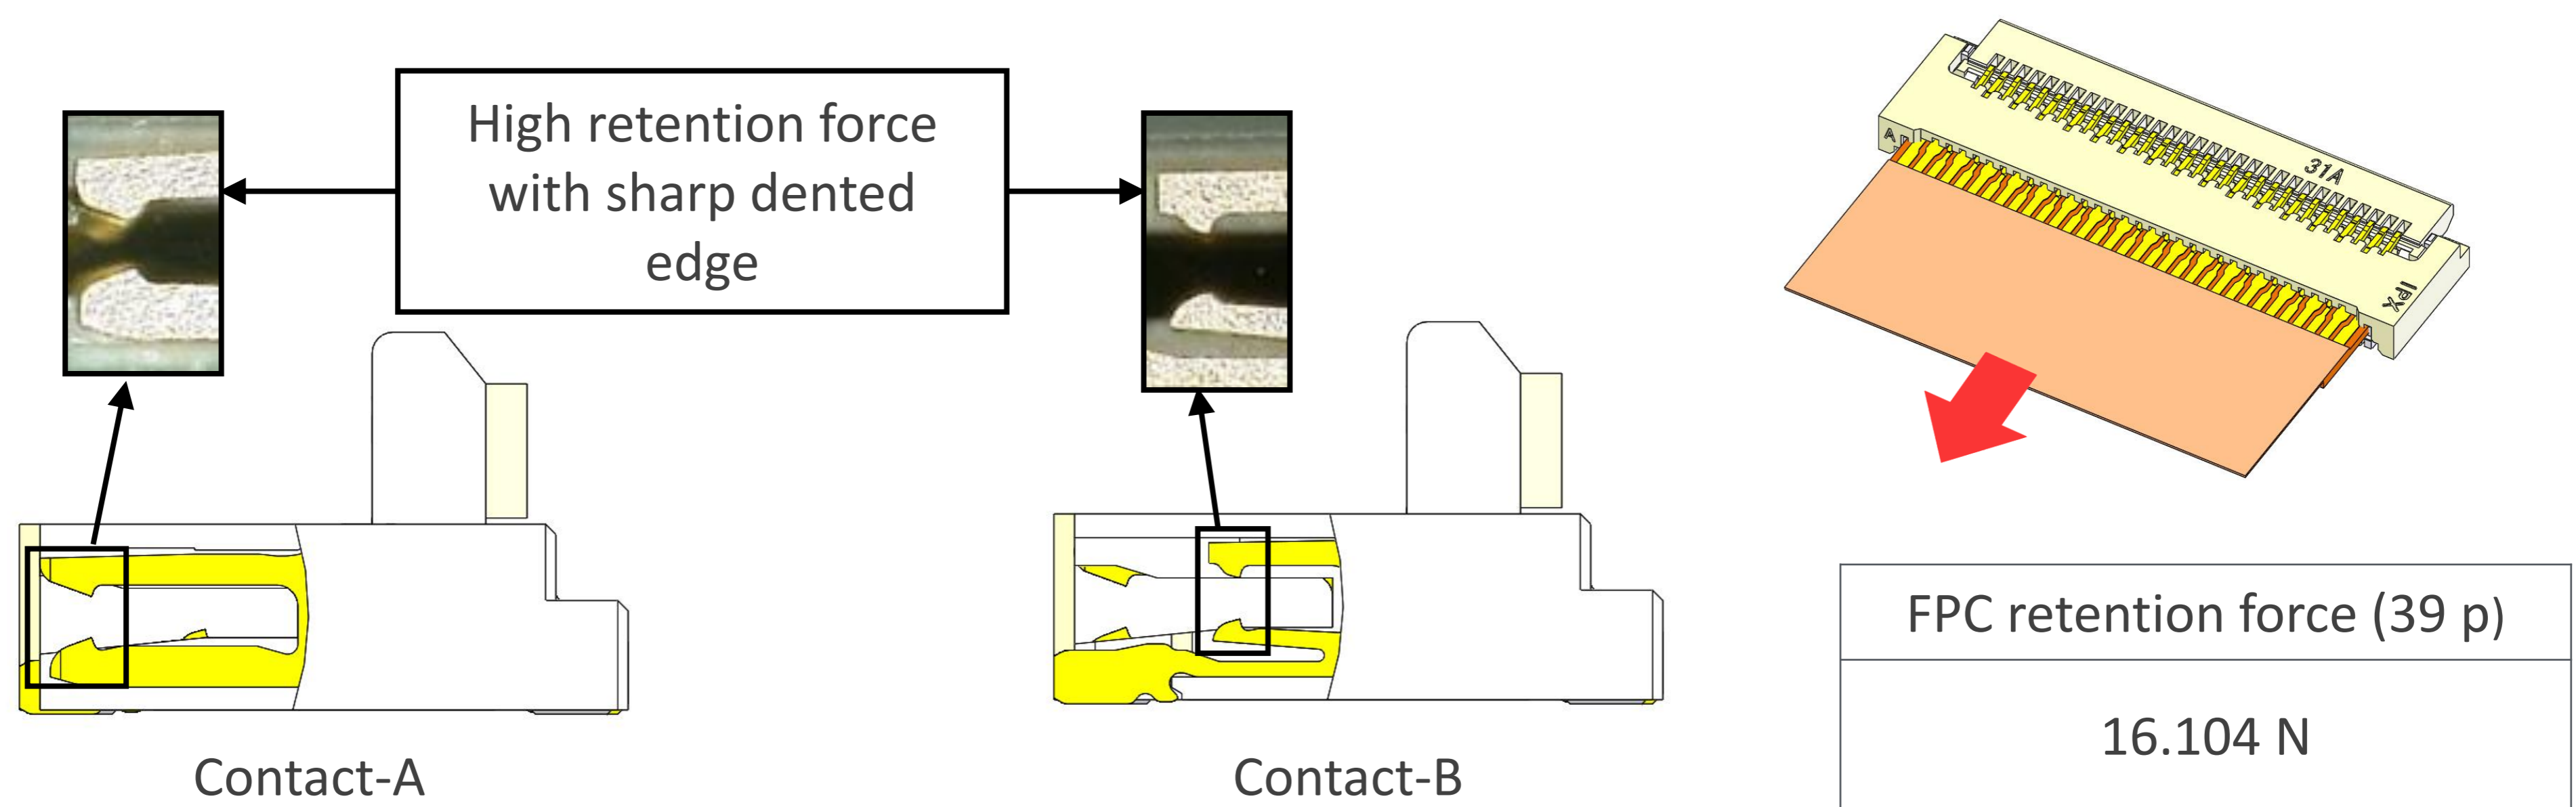 High retention force
with sharp dented
edge
A
31A
IPX
Contact-A
Contact-B
FPC retention force (39 p)
16.104 N